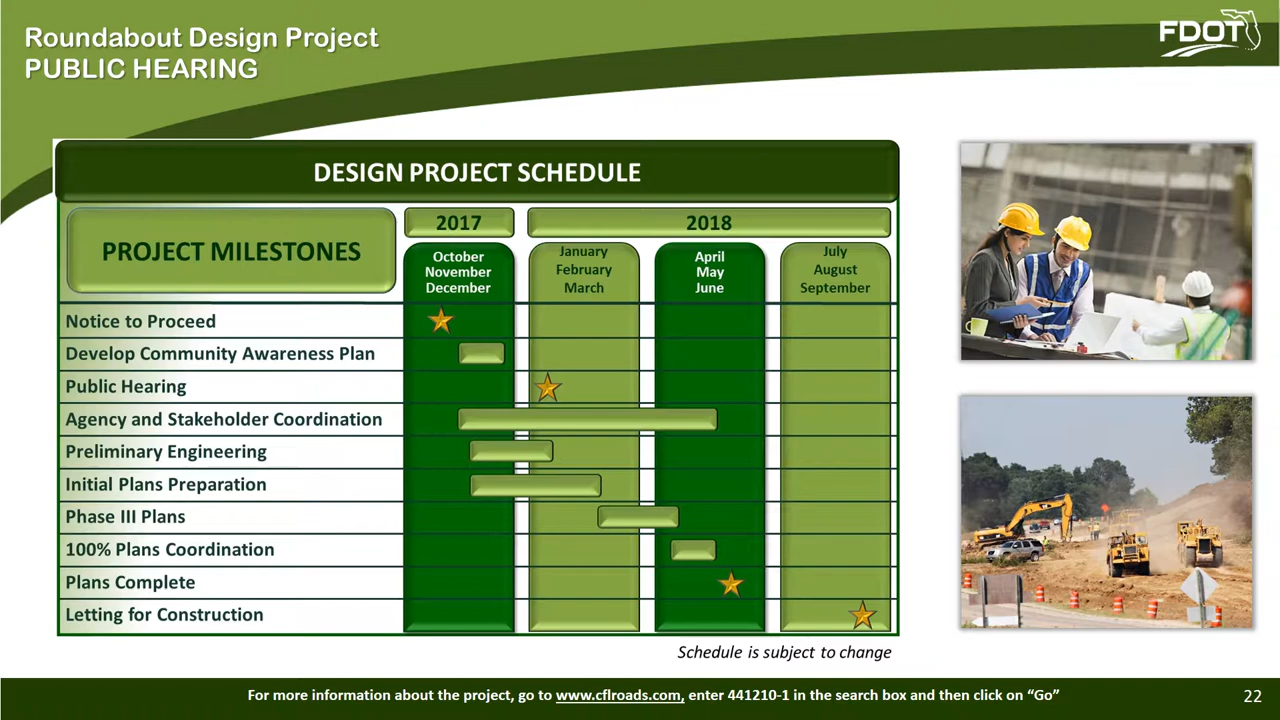 Roundabout Design Project
PUBLIC HEARING
FDOT
DESIGN PROJECT SCHEDULE
PROJECT MILESTONES
2017
2018
October
November
December
January
February
March
April
May
June
July
August
September
Notice to Proceed
Develop Community Awareness Plan
Public Hearing
Agency and Stakeholder Coordination
Preliminary Engineering
Initial Plans Preparation
Phase III Plans
100% Plans Coordination
Plans Complete
Letting for Construction
Schedule is subject to change
For more information about the project, go to www.cflroads.com, enter 441210-1 in the search box and then click on “Go”
22